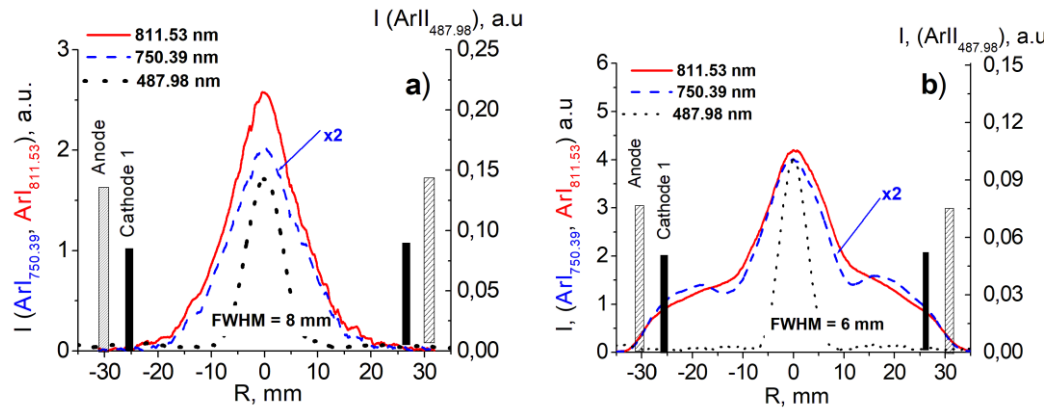 I (ArII487.98), a.u
I (ArI750.39, ArI811.53), a.u.
3
2
1
0
811.53 nm
750.39 nm
487.98 nm
a)
x2
Anode
Cathode 1
FWHM = 8 mm
0,25
0,20
0,15
0,10
0,05
0,00
-30 -20 -10 0 10 20 30
R, mm
I, (ArII487.98) a.u
I, (ArI750.39, ArI811.53) a.u
6
5
4
3
2
1
0
811.53 nm
750.39 nm
487.98 nm
b)
x2
Anode
Cathode 1
FWHM = 6 mm
0,15
0,12
0,09
0,06
0,03
0,00
-30 -20 -10 0 10 20 30
R, mm